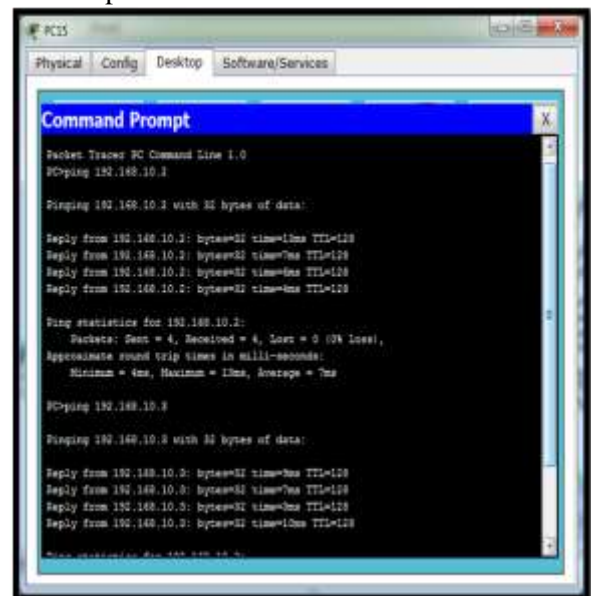 PC15
Physical Config Desktop Software/Services
Command Prompt
X
Packet Tracer PC Command Line 1.0
PC>ping 192.168.10.2
Pinging 192.168.10.2 with 32 bytes of data:
Reply from 192.168.10.2: bytes=32 time=13ms TTL=128
Reply from 192.168.10.2: bytes=32 time=7ms TTL=128
Reply from 192.168.10.2: bytes=32 time=6ms TTL=128
Reply from 192.168.10.2: bytes=32 time=4ms TTL=128
Ping statistics for 192.168.10.2:
Packets: Sent = 4, Received = 4, Lost = 0 (0% loss),
Approximate round trip times in milli-seconds:
Minimum = 4ms, Maximum = 13ms, Average = 7ms
PC>ping 192.168.10.3
Pinging 192.168.10.3 with 32 bytes of data:
Reply from 192.168.10.3: bytes=32 time=9ms TTL=128
Reply from 192.168.10.3: bytes=32 time=7ms TTL=128
Reply from 192.168.10.3: bytes=32 TTL=128
Reply from 192.168.10.3: bytes=32 time=10ms TTL=128
Ping statistics for